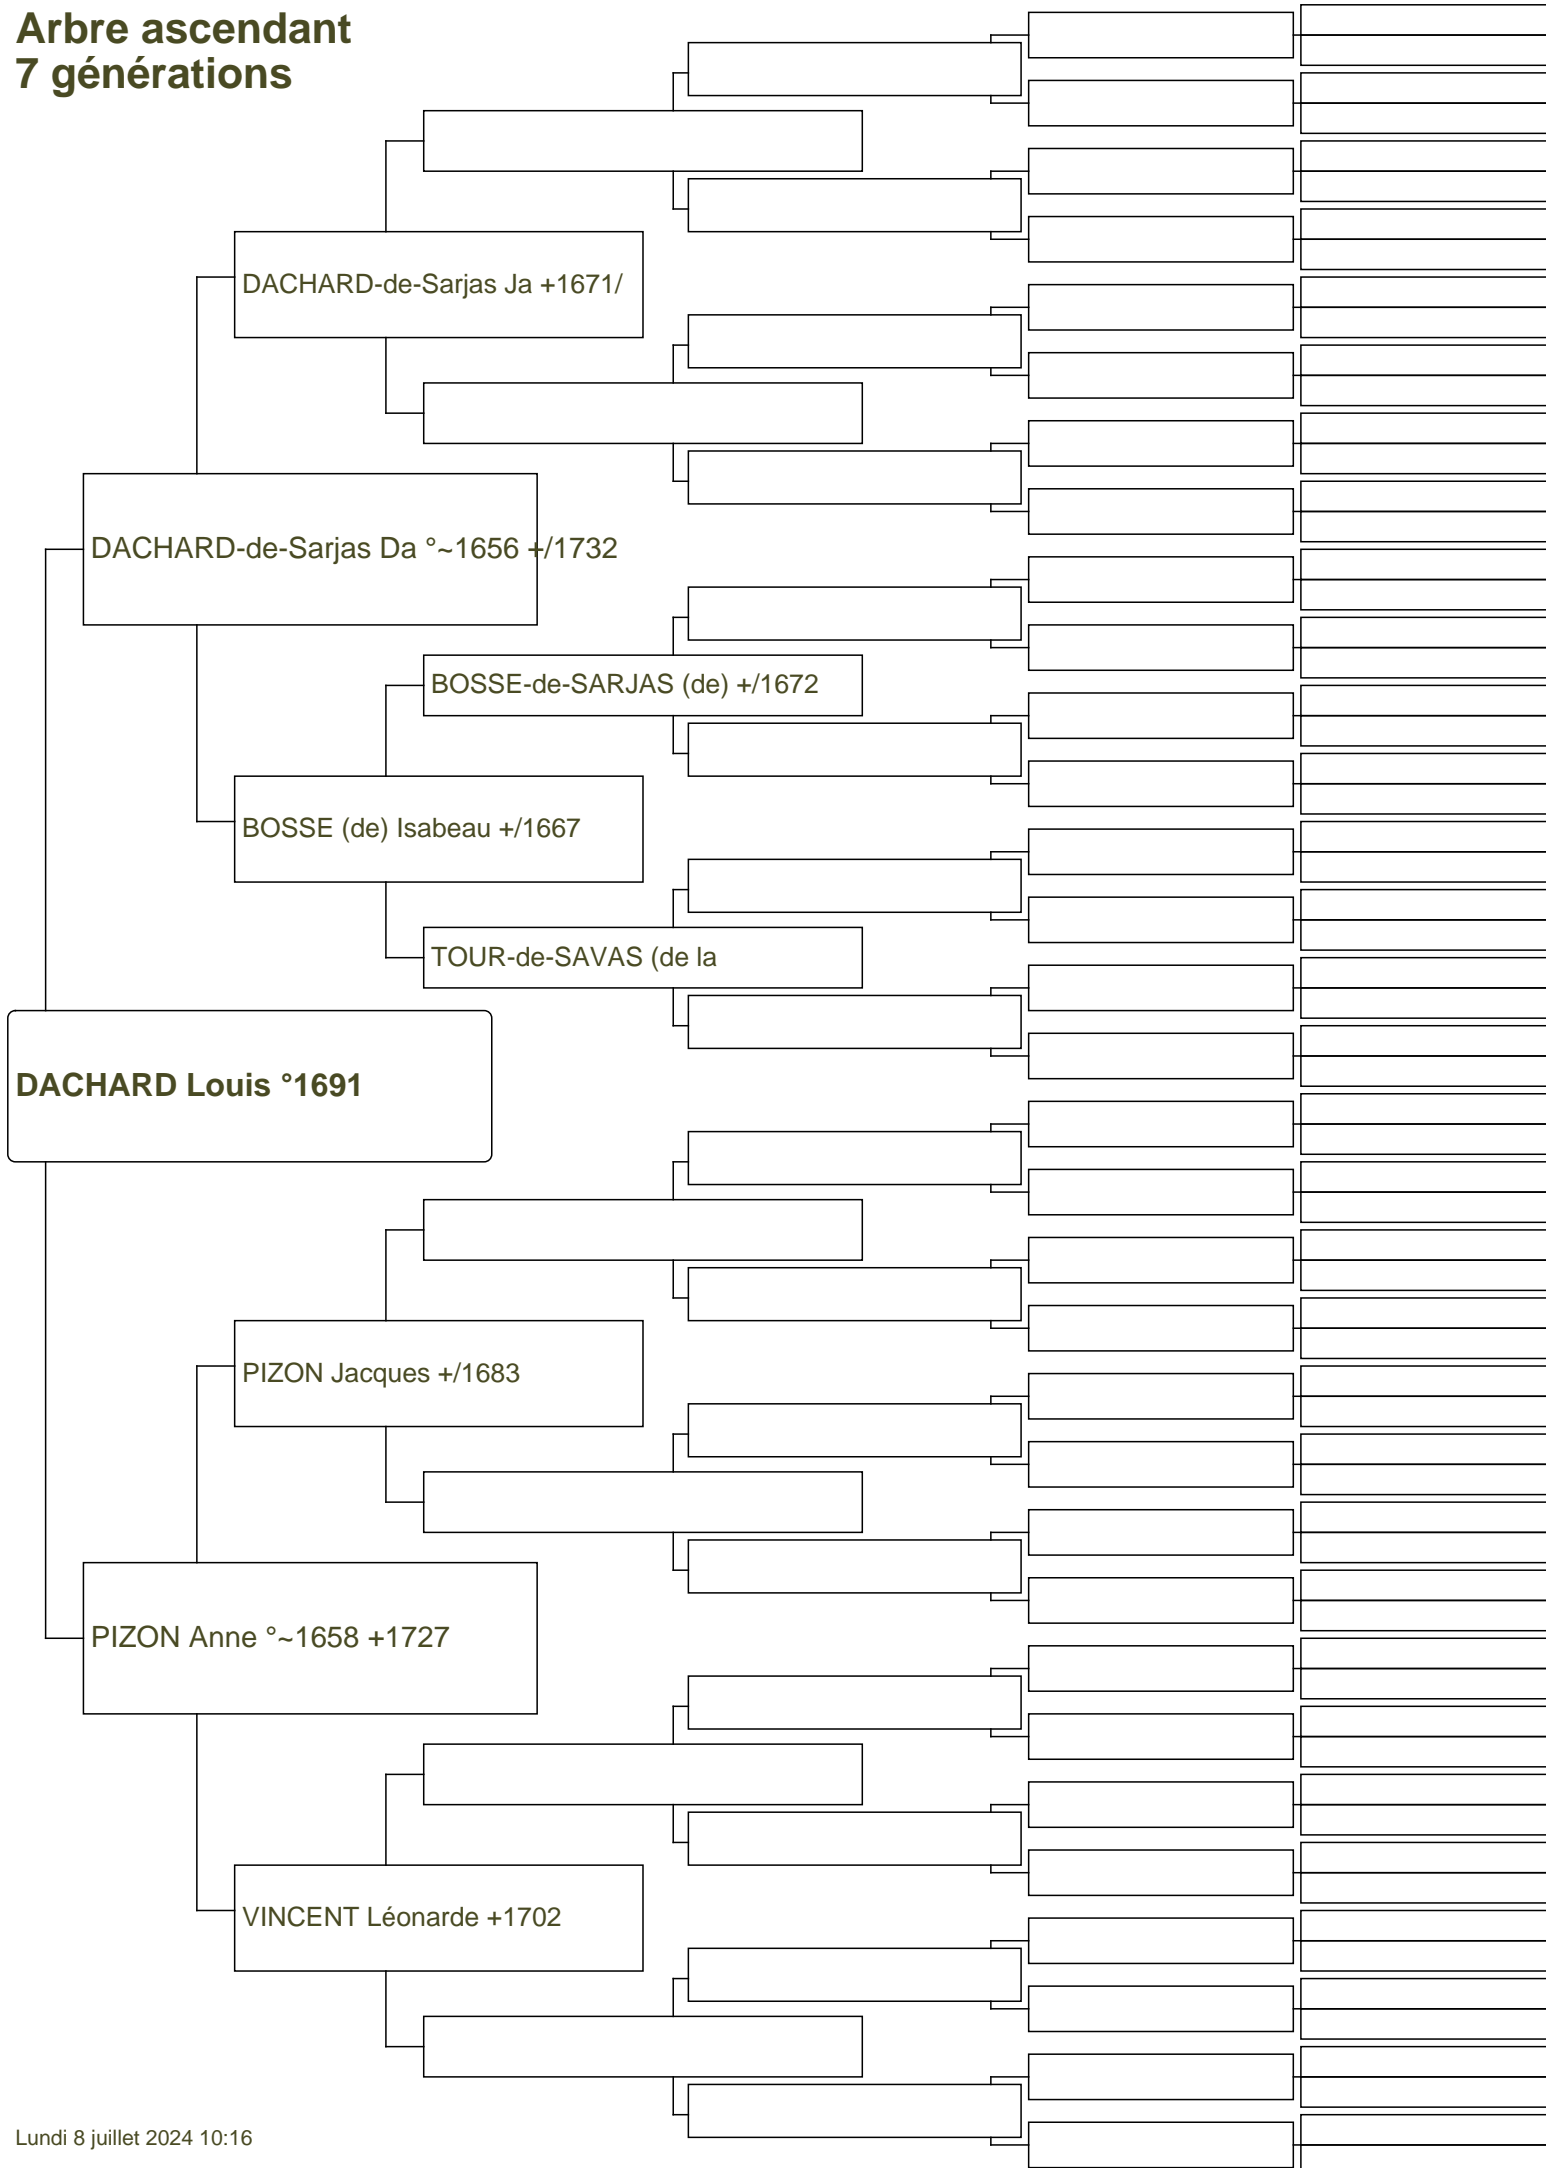 Arbre ascendant
7 générations
DACHARD-de-Sarjas Ja +1671/
DACHARD-de-Sarjas Da °~1656 +/1732
BOSSE-de-SARJAS (de) +/1672
BOSSE (de) Isabeau +/1667
TOUR-de-SAVAS (de la
DACHARD Louis °1691
PIZON Jacques +/1683
PIZON Anne °~1658 +1727
VINCENT Léonarde +1702
Lundi 8 juillet 2024 10:16